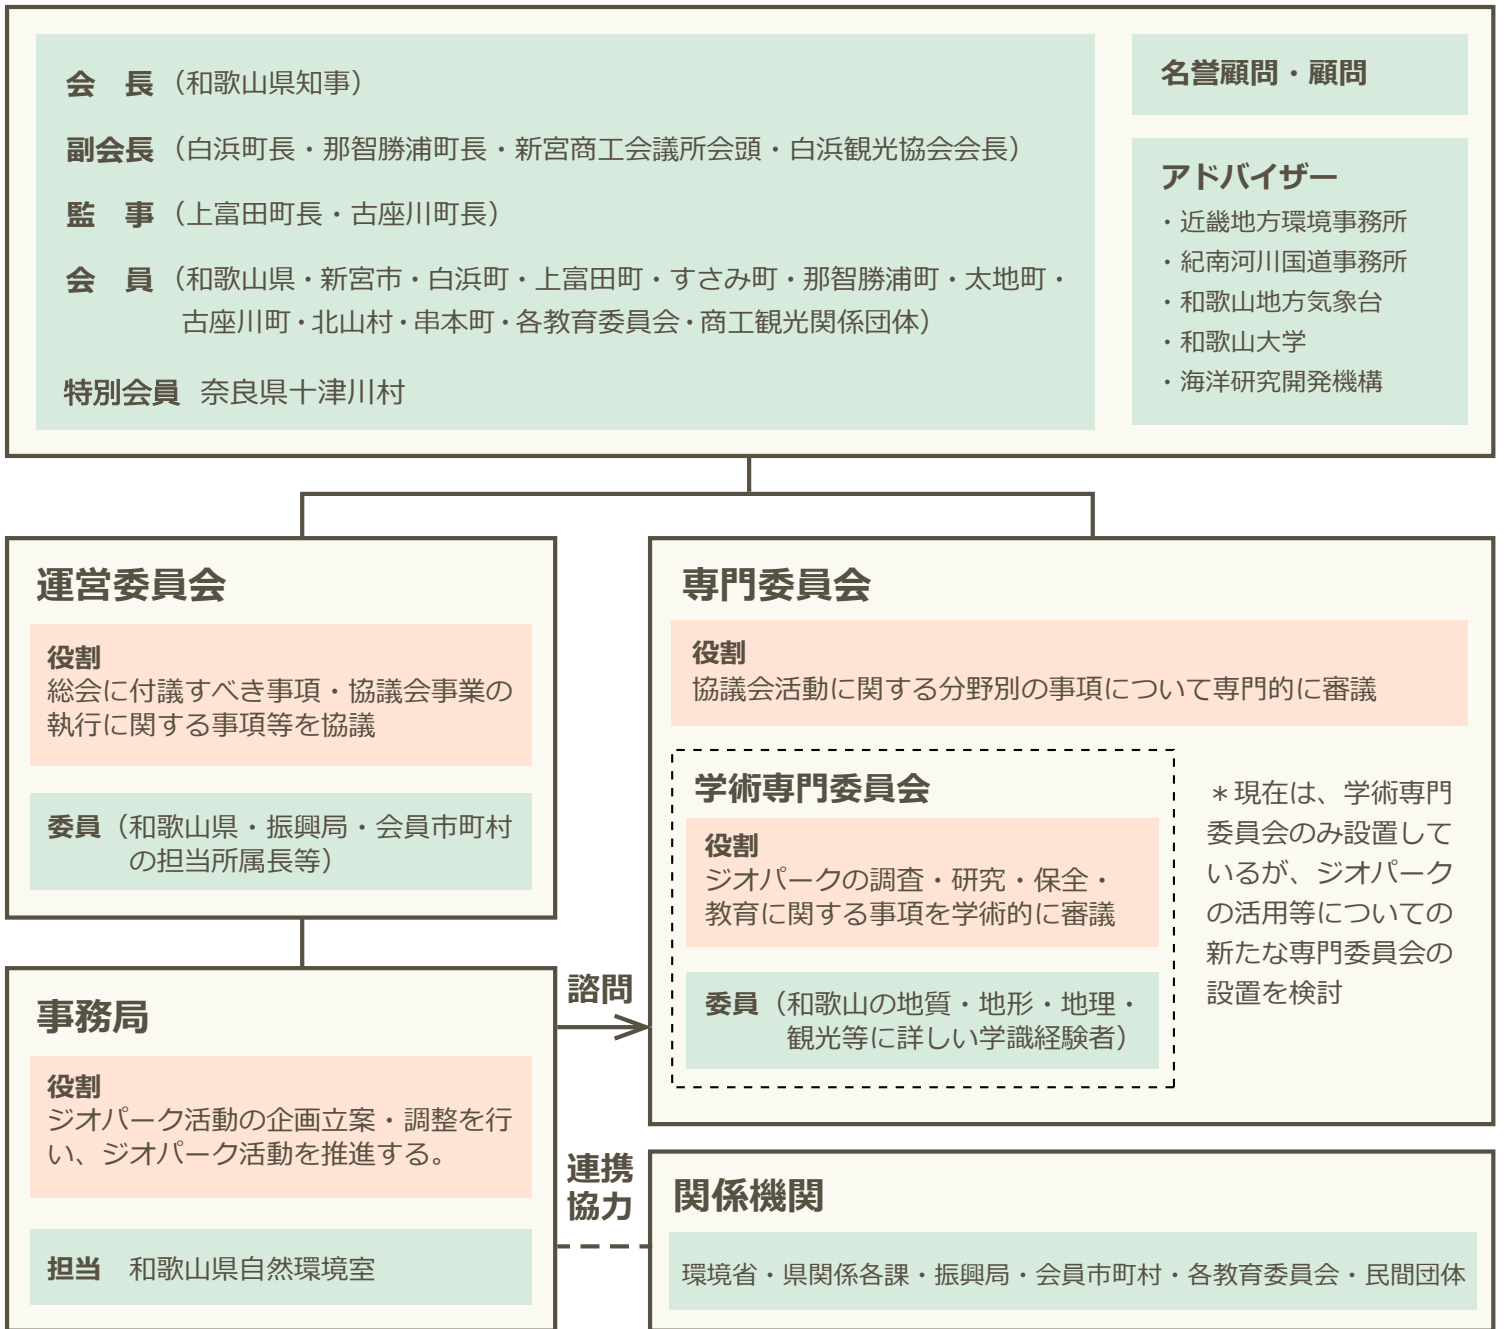 会　長（和歌山県知事）
副会長（白浜町長・那智勝浦町長・新宮商工会議所会頭・白浜観光協会会長）
監　事（上富田町長・古座川町長）
会　員（和歌山県・新宮市・白浜町・上富田町・すさみ町・那智勝浦町・太地町・
古座川町・北山村・串本町・各教育委員会・商工観光関係団体）
特別会員　奈良県十津川村
名誉顧問・顧問
アドバイザー
・近畿地方環境事務所
・紀南河川国道事務所
・和歌山地方気象台
・和歌山大学
・海洋研究開発機構
運営委員会
役割
総会に付議すべき事項・協議会事業の
執行に関する事項等を協議
委員（和歌山県・振興局・会員市町村
の担当所属長等）
専門委員会
役割
協議会活動に関する分野別の事項について専門的に審議
学術専門委員会
役割
ジオパークの調査・研究・保全・
教育に関する事項を学術的に審議
委員（和歌山の地質・地形・地理・
観光等に詳しい学識経験者）
＊現在は、学術専門
委員会のみ設置して
いるが、ジオパーク
の活用等についての
新たな専門委員会の
設置を検討
事務局
役割
ジオパーク活動の企画立案・調整を行
い、ジオパーク活動を推進する。
担当　和歌山県自然環境室
諮問
連携
協力
関係機関
環境省・県関係各課・振興局・会員市町村・各教育委員会・民間団体